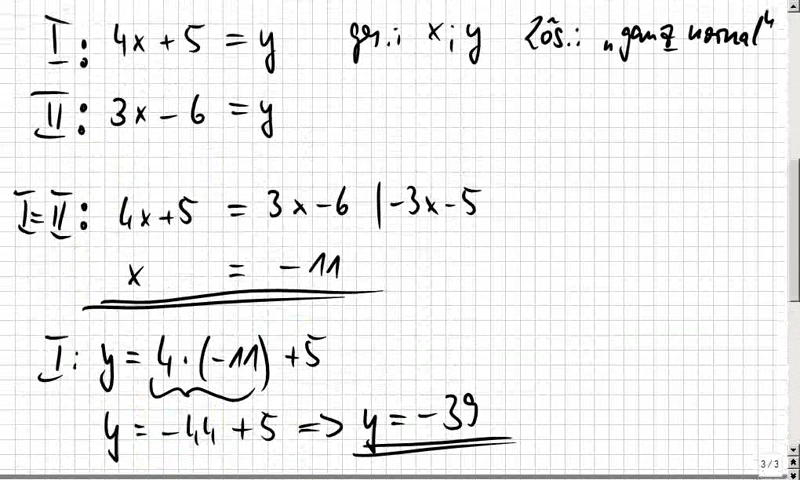 I: 4x + 5 = y ges.: x; y Lös.: „ganz normal“
II: 3x - 6 = y
I=II: 4x+5 = 3x-6 |-3x-5
x = -11
I: y = 4·(-11) + 5
y = -44 + 5 => y = -39
3/3